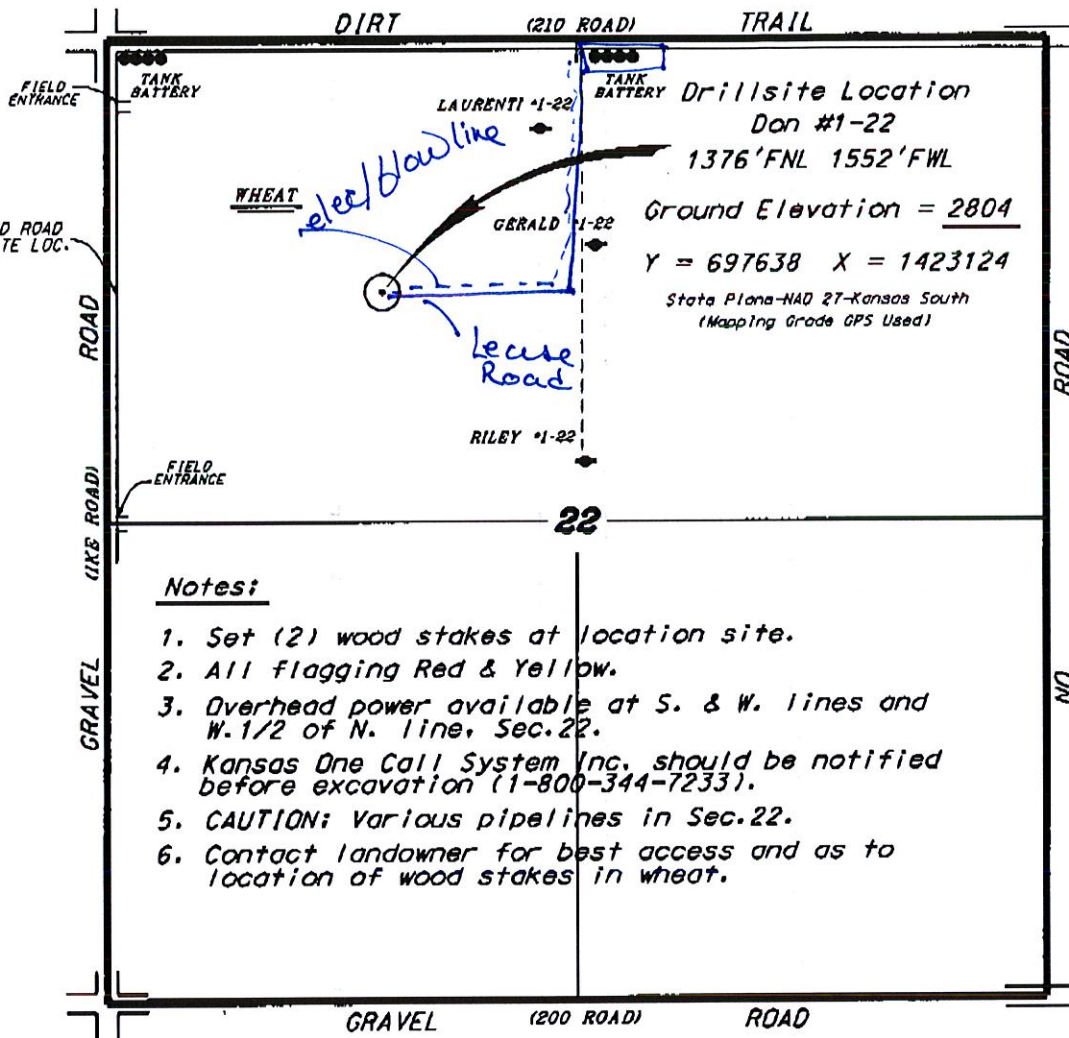 DIRT (210 ROAD) TRAIL
TANK
BATTERY
FIELD
ENTRANCE
TANK
BATTERY
LAURENTI #1-22
Drillsite Location
Don #1-22
1376'FNL 1552'FWL
elec/flowline
WHEAT
GERALD #1-22
Ground Elevation = 2804
Y = 697638 X = 1423124
State Plane-NAD 27-Kansas South
(Mapping Grade GPS Used)
D ROAD
TE LOC.
Lease
Road
ROAD
ROAD
RILEY #1-22
FIELD
ENTRANCE
(IKE ROAD)
22
GRAVEL
NO
Notes:
1. Set (2) wood stakes at location site.
2. All flagging Red & Yellow.
3. Overhead power available at S. & W. lines and
W.1/2 of N. line, Sec.22.
4. Kansas One Call System Inc. should be notified
before excavation (1-800-344-7233).
5. CAUTION: Various pipelines in Sec.22.
6. Contact landowner for best access and as to
location of wood stakes in wheat.
GRAVEL (200 ROAD) ROAD